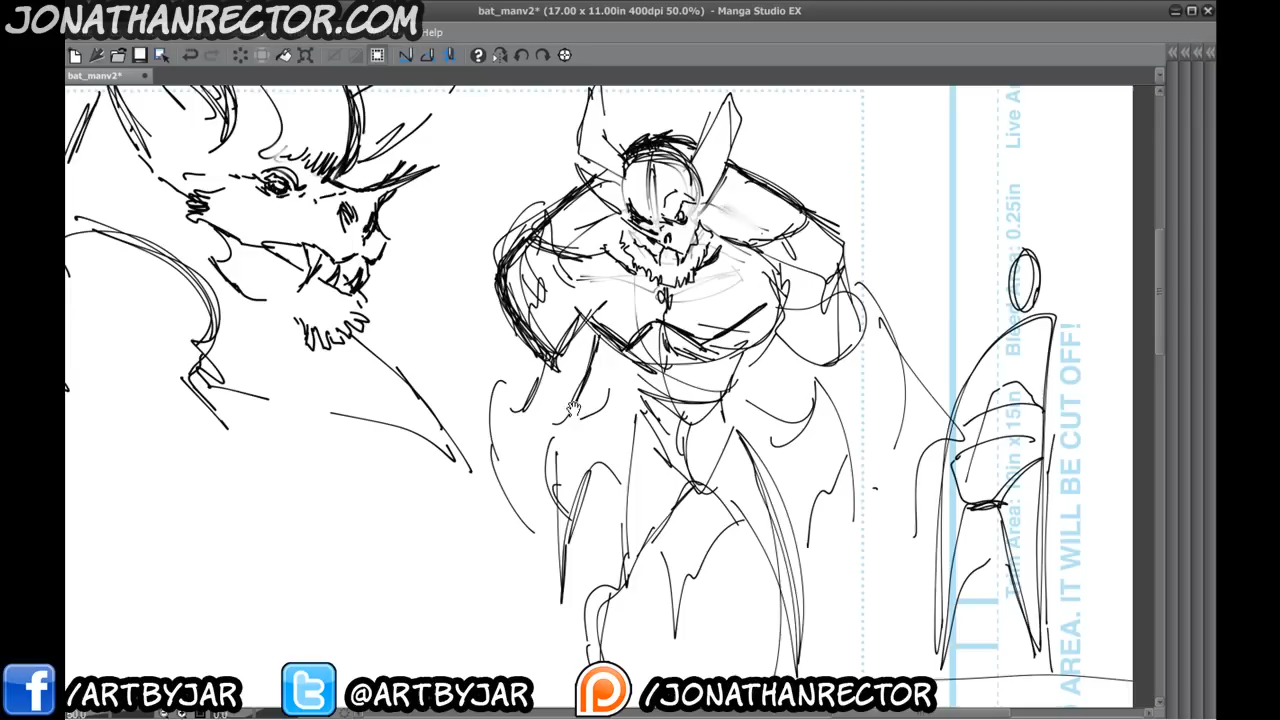 JONATHANRECTOR.COM
bat_manv2* (17.00 x 11.00in 400dpi 50.0%) - Manga Studio EX
Help
bat_manv2*
Live
0.25in
AREA. IT WILL BE CUT OFF!
/ARTBYJAR
@ARTBYJAR
/JONATHANRECTOR